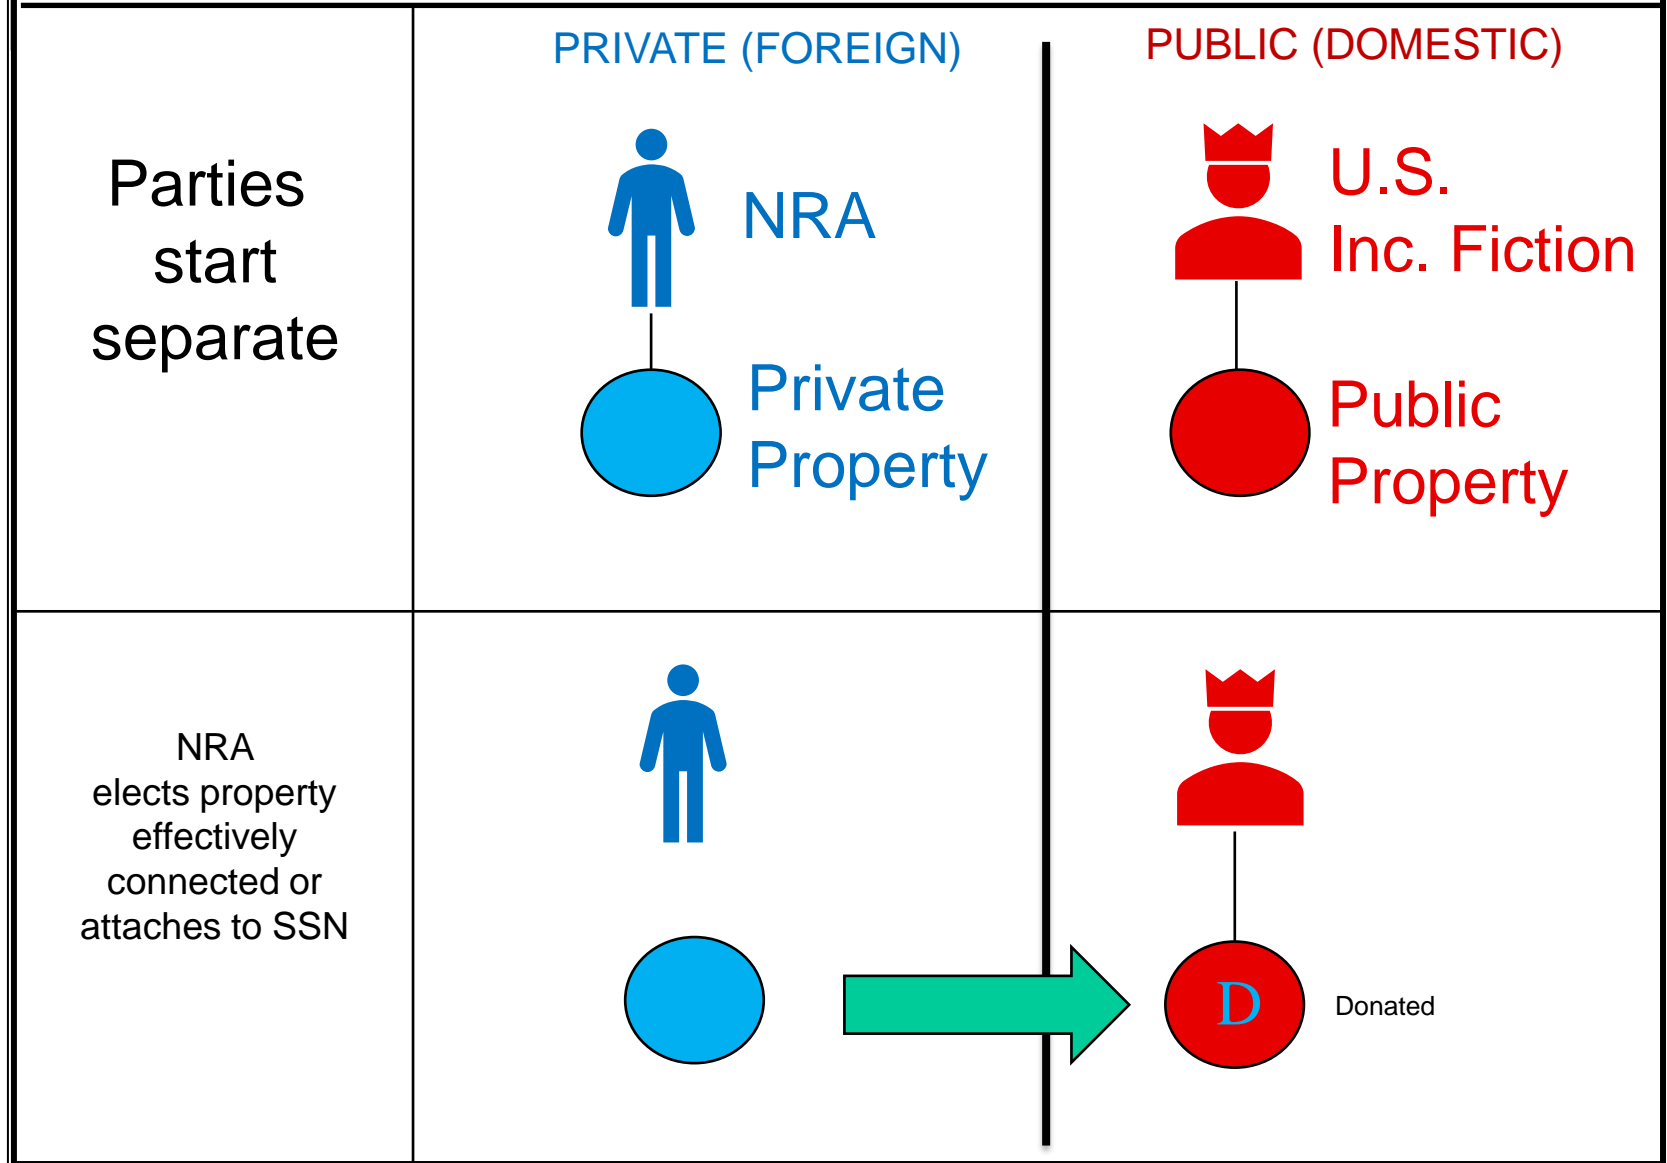 PRIVATE (FOREIGN)
PUBLIC (DOMESTIC)
Parties
start
separate
NRA
U.S.
Inc. Fiction
Private
Property
Public
Property
NRA
elects property
effectively
connected or
attaches to SSN
D
Donated